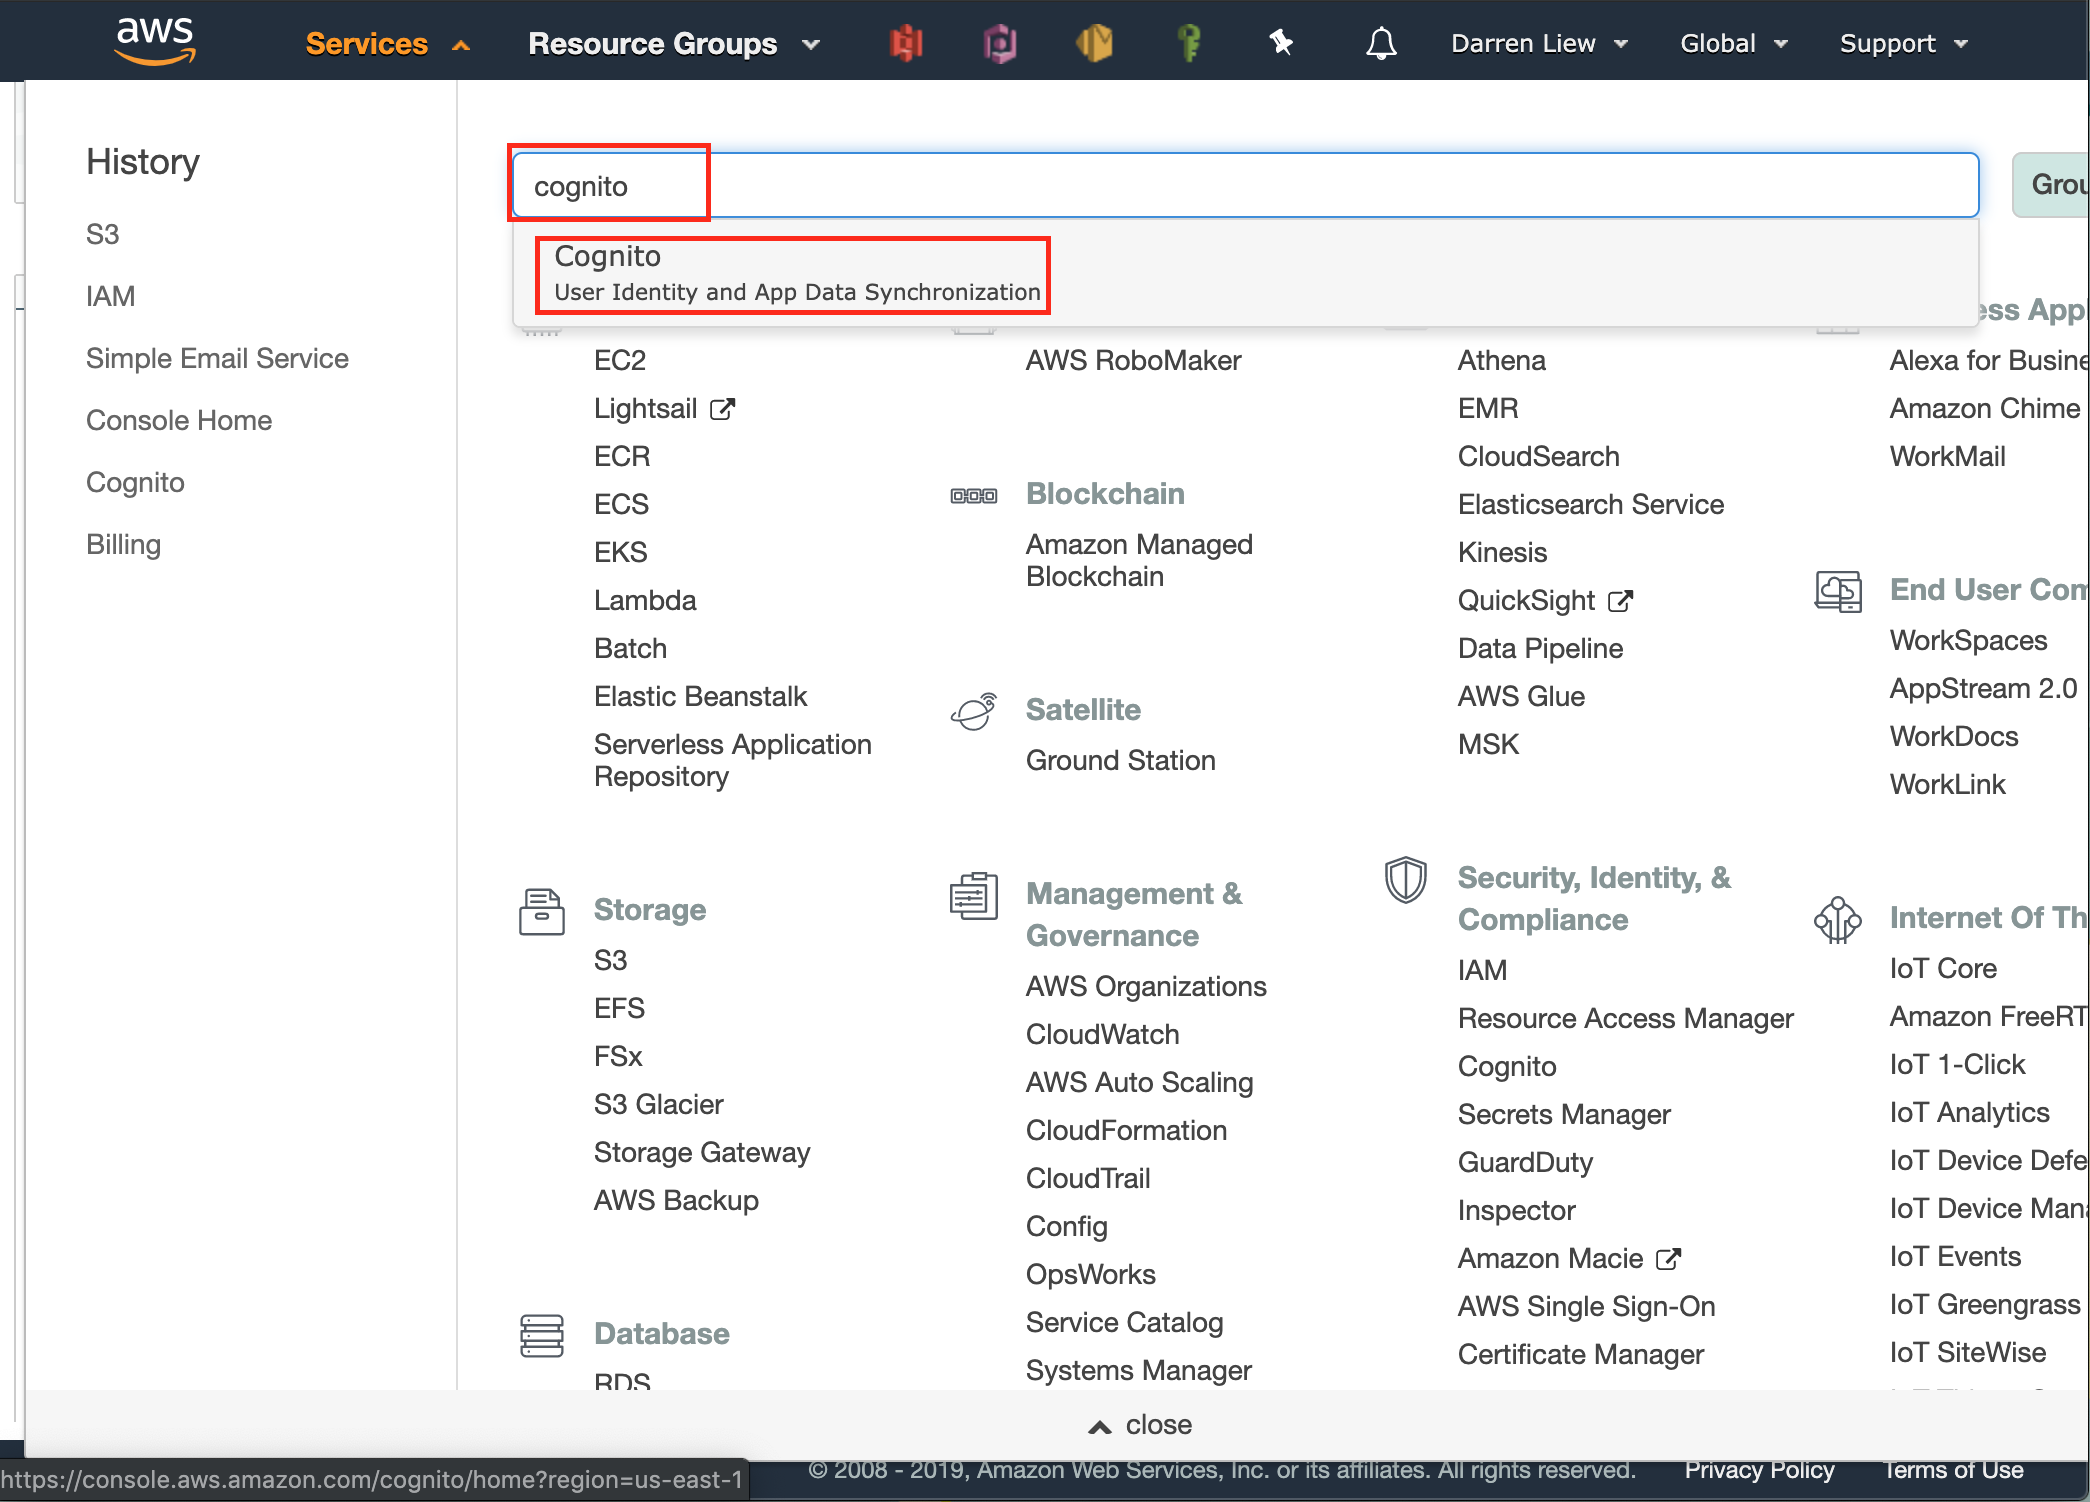 aws
Services
Resource Groups
Darren Liew
Global
Support
History
S3
IAM
Simple Email Service
Console Home
Cognito
Billing
cognito
Grou
Cognito
User Identity and App Data Synchronization
EC2
Lightsail
ECR
ECS
EKS
Lambda
Batch
Elastic Beanstalk
Serverless Application
Repository
Storage
S3
EFS
FSx
S3 Glacier
Storage Gateway
AWS Backup
Database
RDS
AWS RoboMaker
Blockchain
Amazon Managed
Blockchain
Satellite
Ground Station
Management &
Governance
AWS Organizations
CloudWatch
AWS Auto Scaling
CloudFormation
CloudTrail
Config
OpsWorks
Service Catalog
Systems Manager
Athena
EMR
CloudSearch
Elasticsearch Service
Kinesis
QuickSight
Data Pipeline
AWS Glue
MSK
Security, Identity, &
Compliance
IAM
Resource Access Manager
Cognito
Secrets Manager
GuardDuty
Inspector
Amazon Macie
AWS Single Sign-On
Certificate Manager
ess Appl
Alexa for Busine
Amazon Chime
WorkMail
End User Com
WorkSpaces
AppStream 2.0
WorkDocs
WorkLink
Internet Of Th
IoT Core
Amazon FreeRT
IoT 1-Click
IoT Analytics
IoT Device Defe
IoT Device Mana
IoT Events
IoT Greengrass
IoT SiteWise
close
https://console.aws.amazon.com/cognito/home?region=us-east-1
© 2008 - 2019, Amazon Web Services, Inc. or its affiliates. All rights reserved.
Privacy Policy
Terms of Use